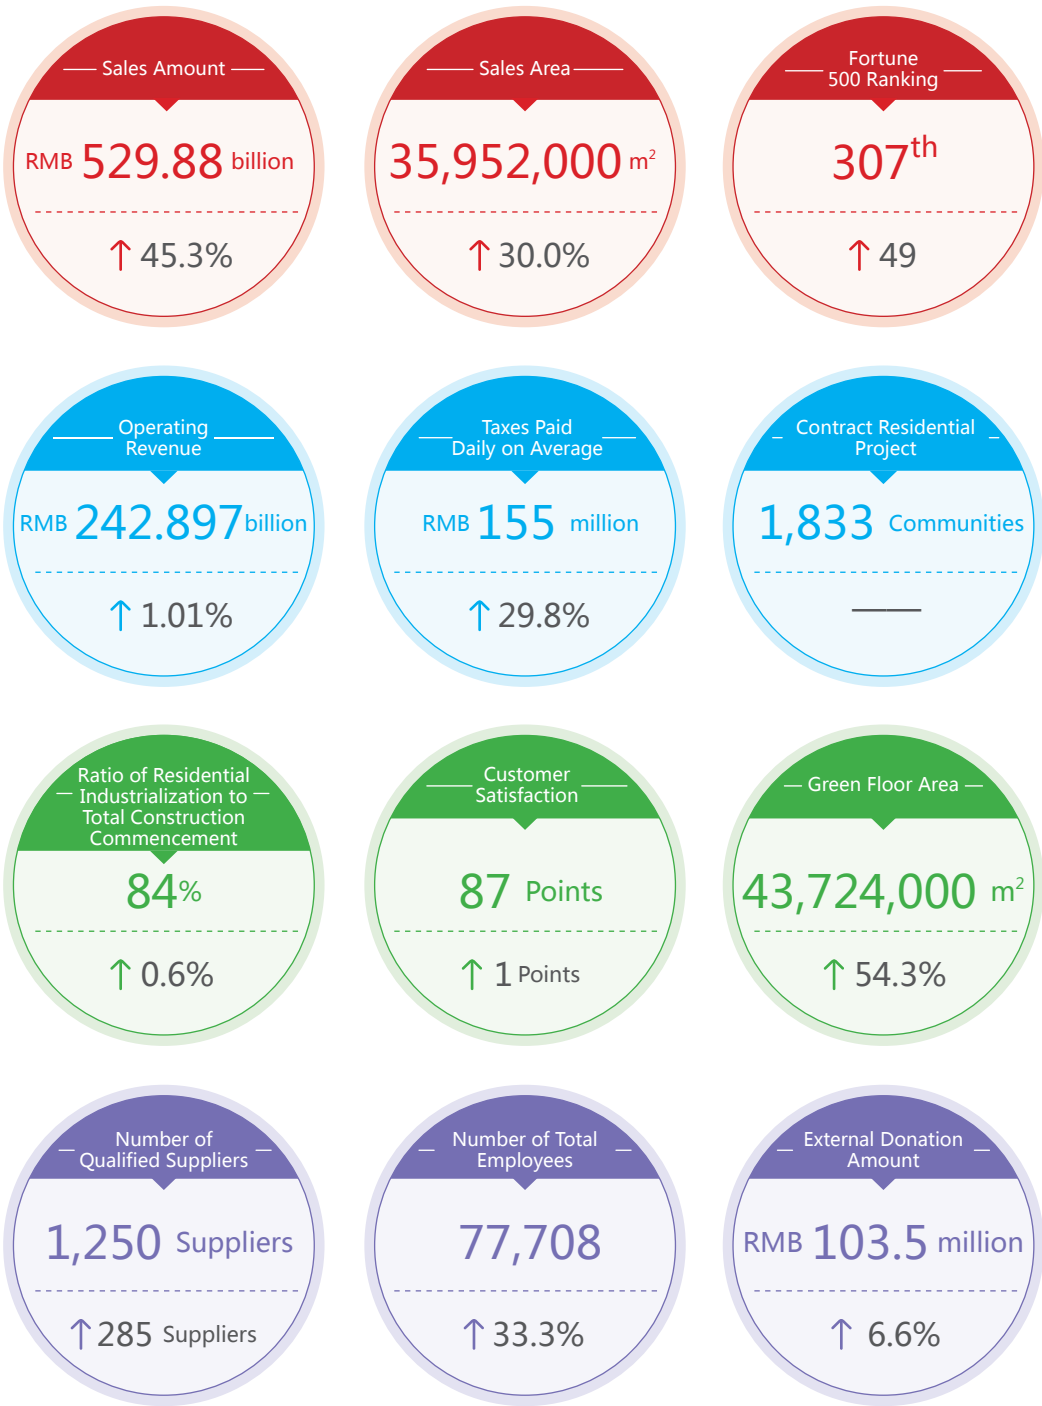 Sales Amount
RMB 529.88 billion
↑ 45.3%
Sales Area
35,952,000 m²
↑ 30.0%
Fortune
500 Ranking
307th
↑ 49
Operating
Revenue
RMB 242.897 billion
↑ 1.01%
Taxes Paid
Daily on Average
RMB 155 million
↑ 29.8%
Contract Residential
Project
1,833 Communities
——
Ratio of Residential
Industrialization to
Total Construction
Commencement
84%
↑ 0.6%
Customer
Satisfaction
87 Points
↑ 1 Points
Green Floor Area
43,724,000 m²
↑ 54.3%
Number of
Qualified Suppliers
1,250 Suppliers
↑ 285 Suppliers
Number of Total
Employees
77,708
↑ 33.3%
External Donation
Amount
RMB 103.5 million
↑ 6.6%